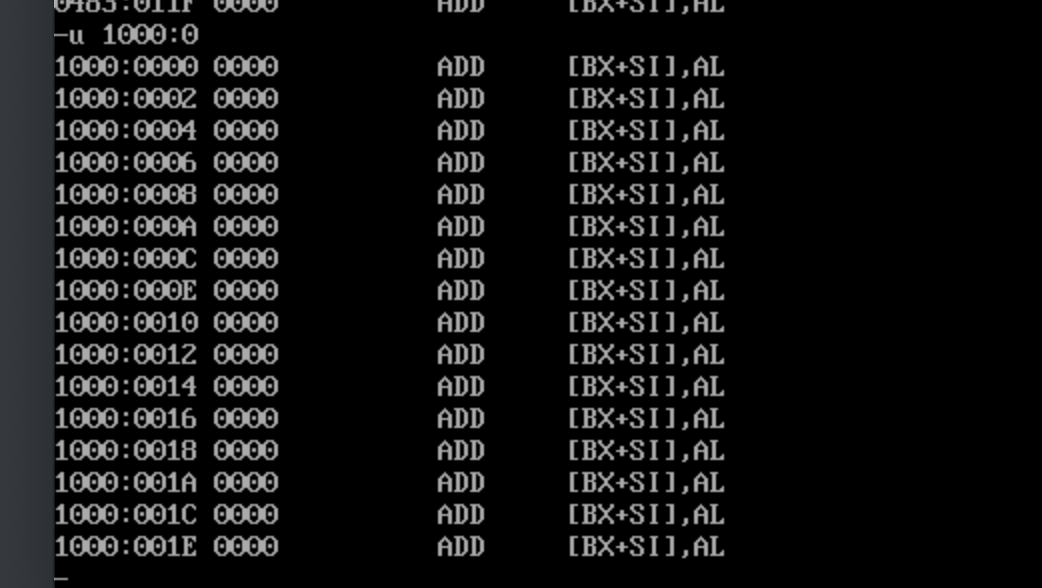 0483:011F 0000 ADD [BX+SI],AL
-u 1000:0
1000:0000 0000 ADD [BX+SI],AL
1000:0002 0000 ADD [BX+SI],AL
1000:0004 0000 ADD [BX+SI],AL
1000:0006 0000 ADD [BX+SI],AL
1000:0008 0000 ADD [BX+SI],AL
1000:000A 0000 ADD [BX+SI],AL
1000:000C 0000 ADD [BX+SI],AL
1000:000E 0000 ADD [BX+SI],AL
1000:0010 0000 ADD [BX+SI],AL
1000:0012 0000 ADD [BX+SI],AL
1000:0014 0000 ADD [BX+SI],AL
1000:0016 0000 ADD [BX+SI],AL
1000:0018 0000 ADD [BX+SI],AL
1000:001A 0000 ADD [BX+SI],AL
1000:001C 0000 ADD [BX+SI],AL
1000:001E 0000 ADD [BX+SI],AL
-